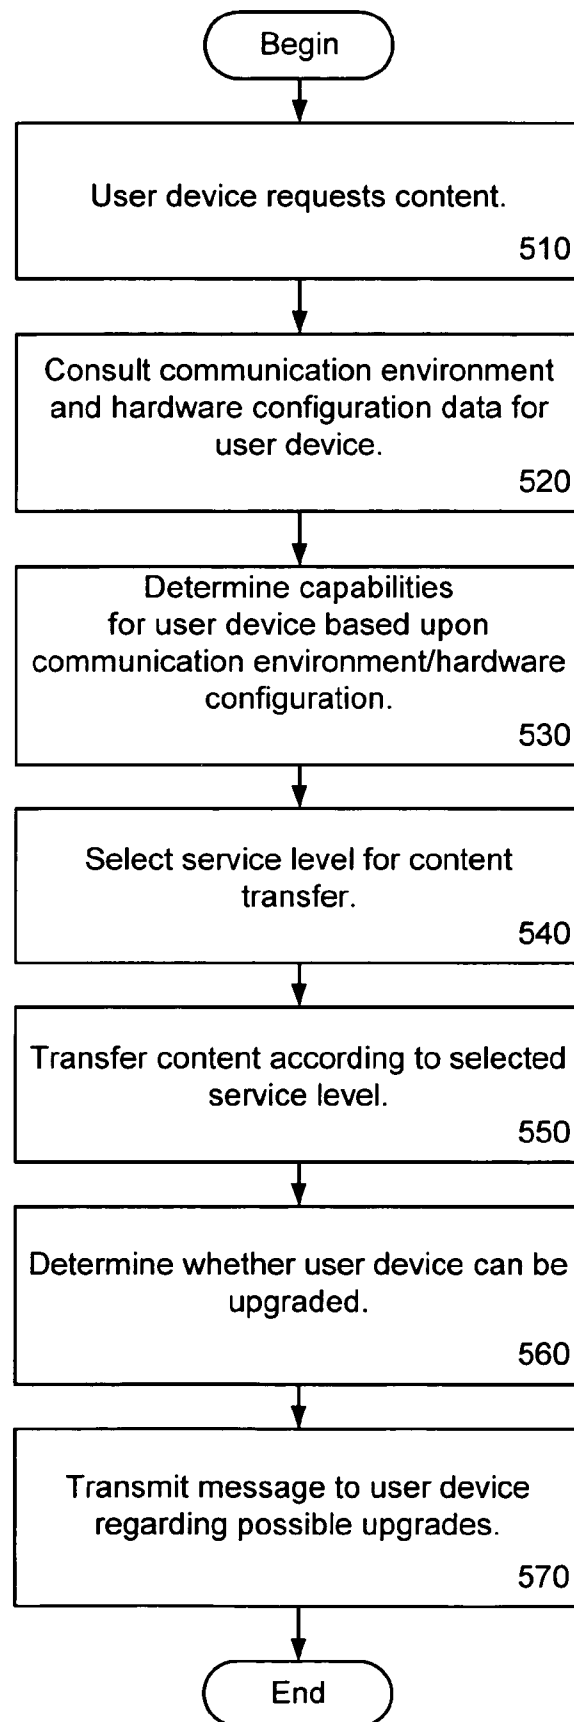 Begin
User device requests content.
510
Consult communication environment
and hardware configuration data for
user device.
520
Determine capabilities
for user device based upon
communication environment/hardware
configuration.
530
Select service level for content
transfer.
540
Transfer content according to selected
service level.
550
Determine whether user device can be
upgraded.
560
Transmit message to user device
regarding possible upgrades.
570
End